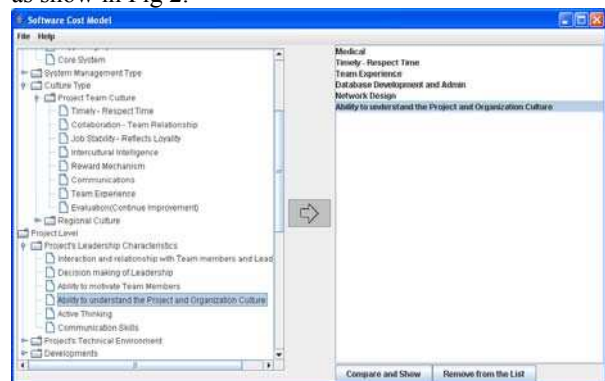 as show in Fig 2.
Software Cost Model
File Help
Core System
System Management Type
Culture Type
Project Team Culture
Timely - Respect Time
Collaboration - Team Relationship
Job Stability - Reflects Loyality
Intercultural Intelligence
Reward Mechanism
Communications
Team Experience
Evaluation(Continue Improvement)
Regional Culture
Project Level
Project's Leadership Characteristics
Interaction and relationship with Team members and Lead
Decision making of Leadership
Ability to motivate Team Members
Ability to understand the Project and Organization Culture
Active Thinking
Communication Skills
Project's Technical Environment
Developments
Medical
Timely - Respect Time
Team Experience
Database Development and Admin
Network Design
Ability to understand the Project and Organization Culture
Compare and Show
Remove from the List